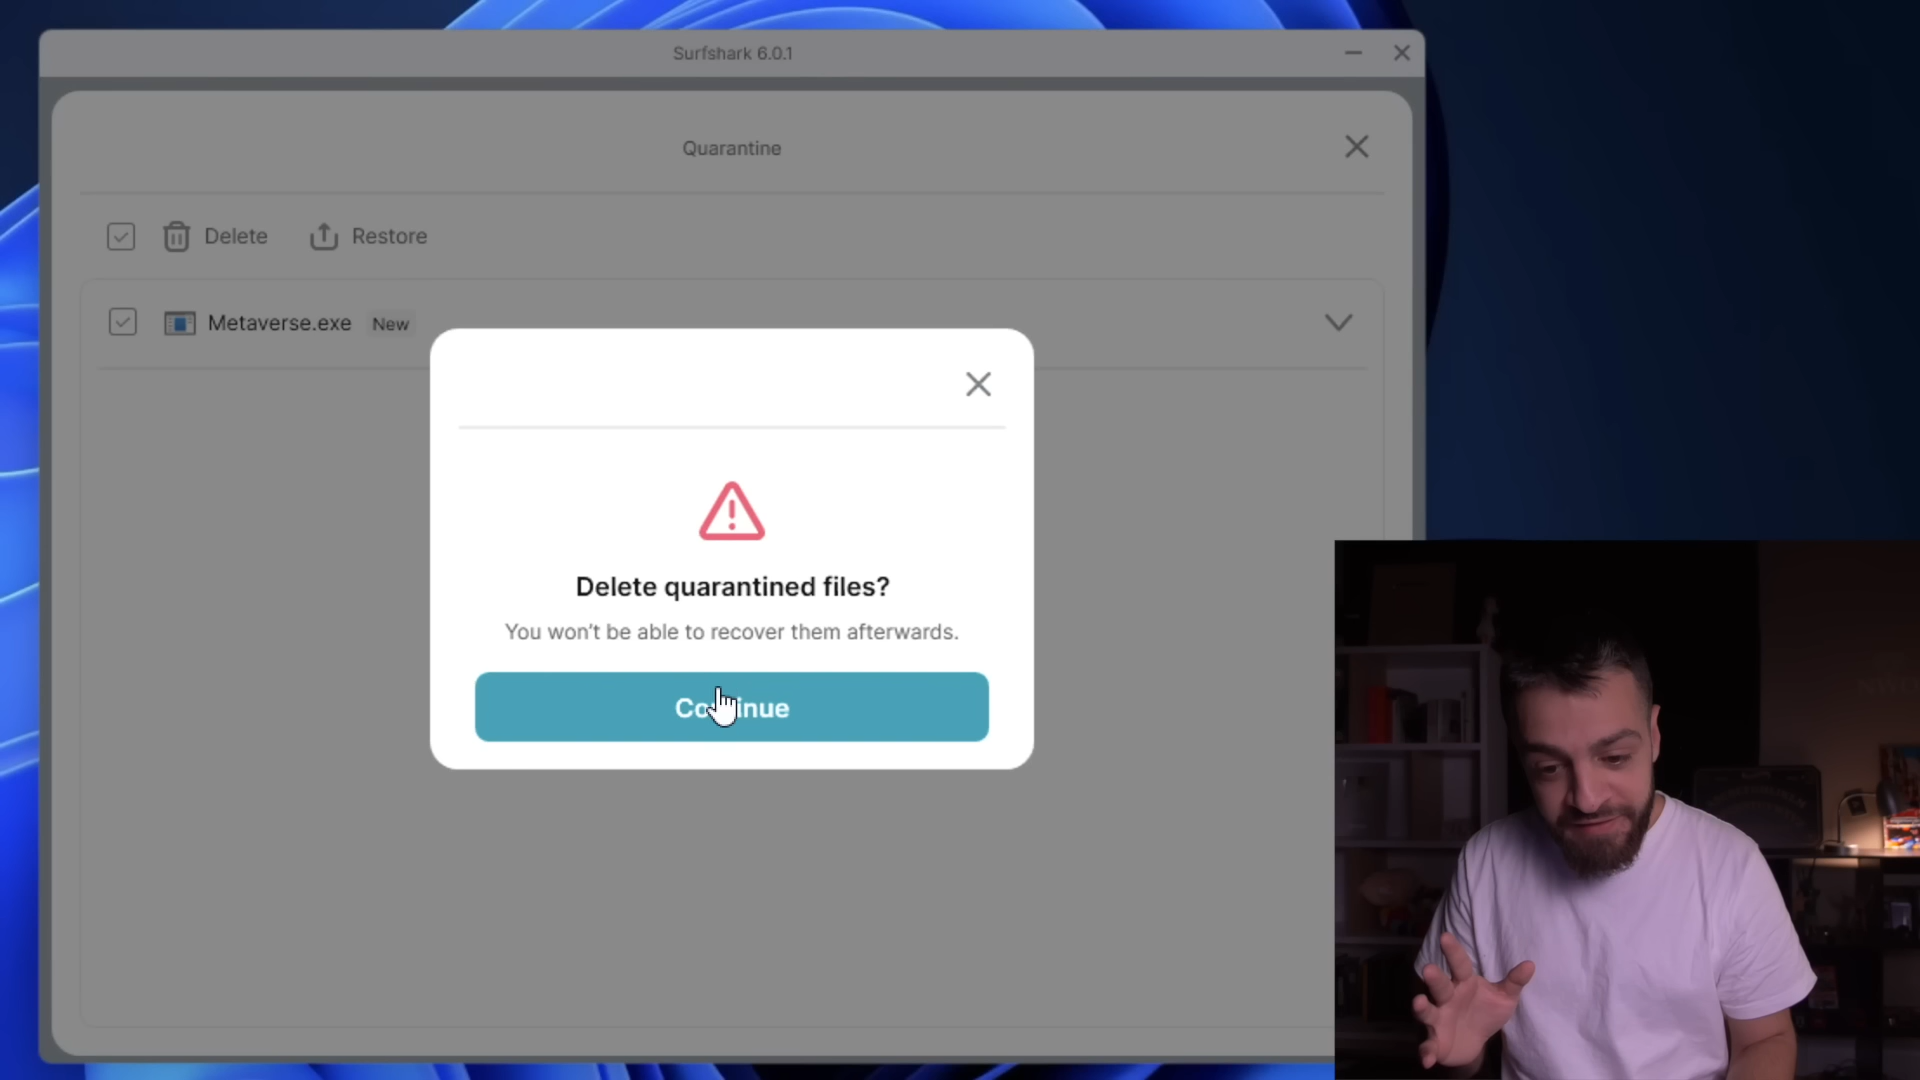 Surfshark 6.0.1
Quarantine
Delete Restore
Metaverse.exe New
Delete quarantined files?
You won't be able to recover them afterwards.
Continue